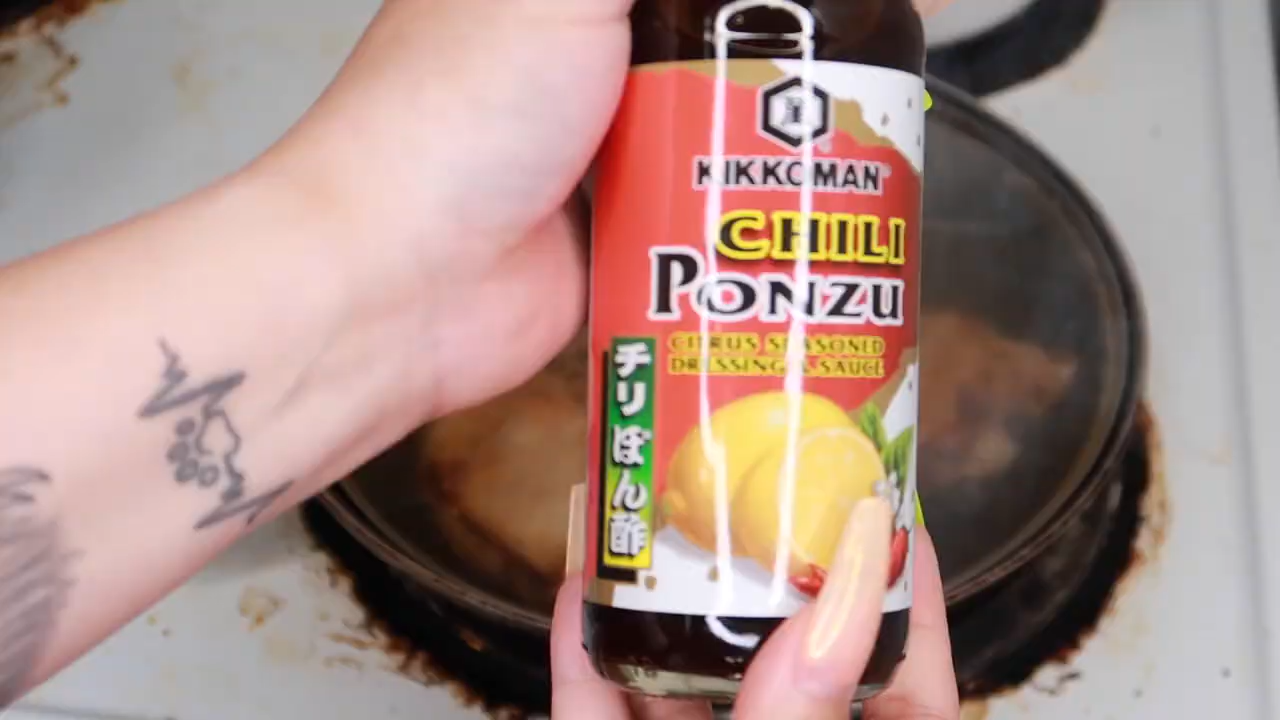 KIKKOMAN
CHILI
PONZU
CITRUS SEASONED
DRESSING & SAUCE
チリぽん酢